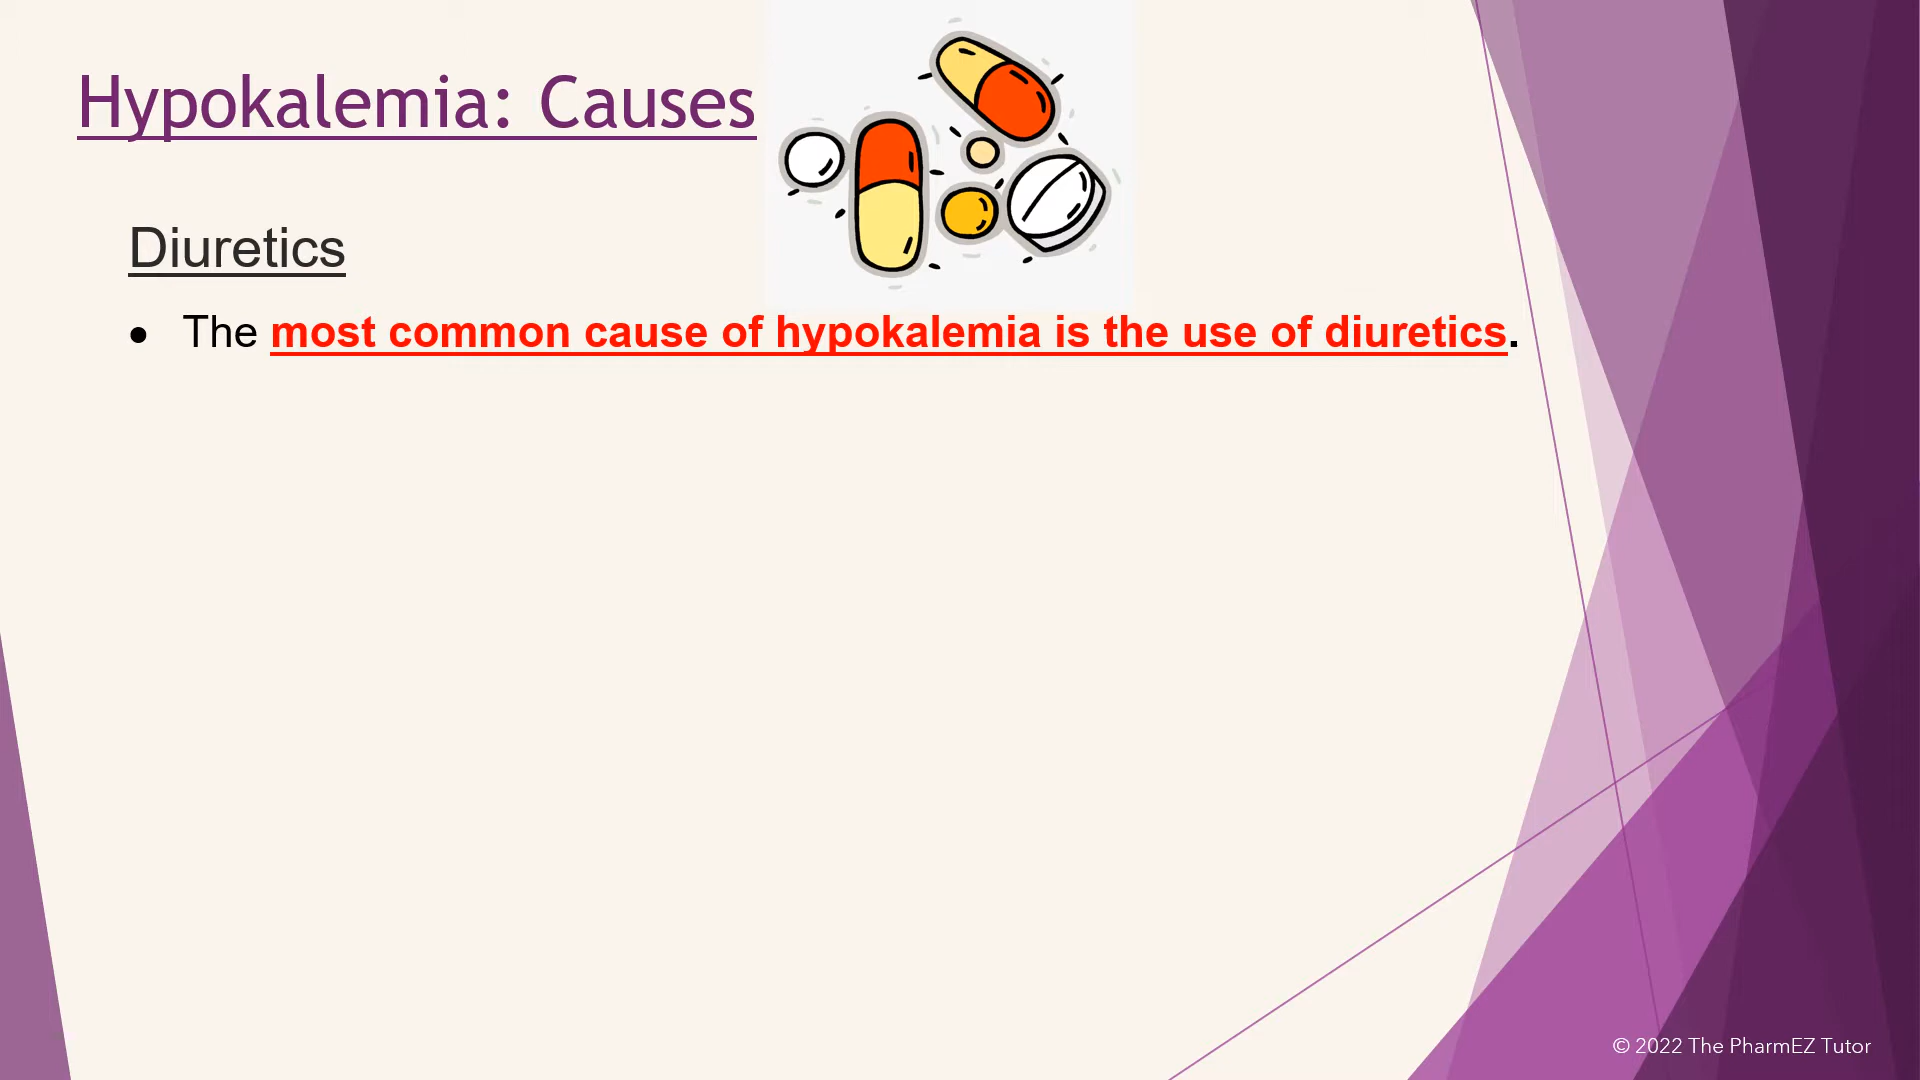 Hypokalemia: Causes
Diuretics
• The most common cause of hypokalemia is the use of diuretics.
© 2022 The PharmEZ Tutor